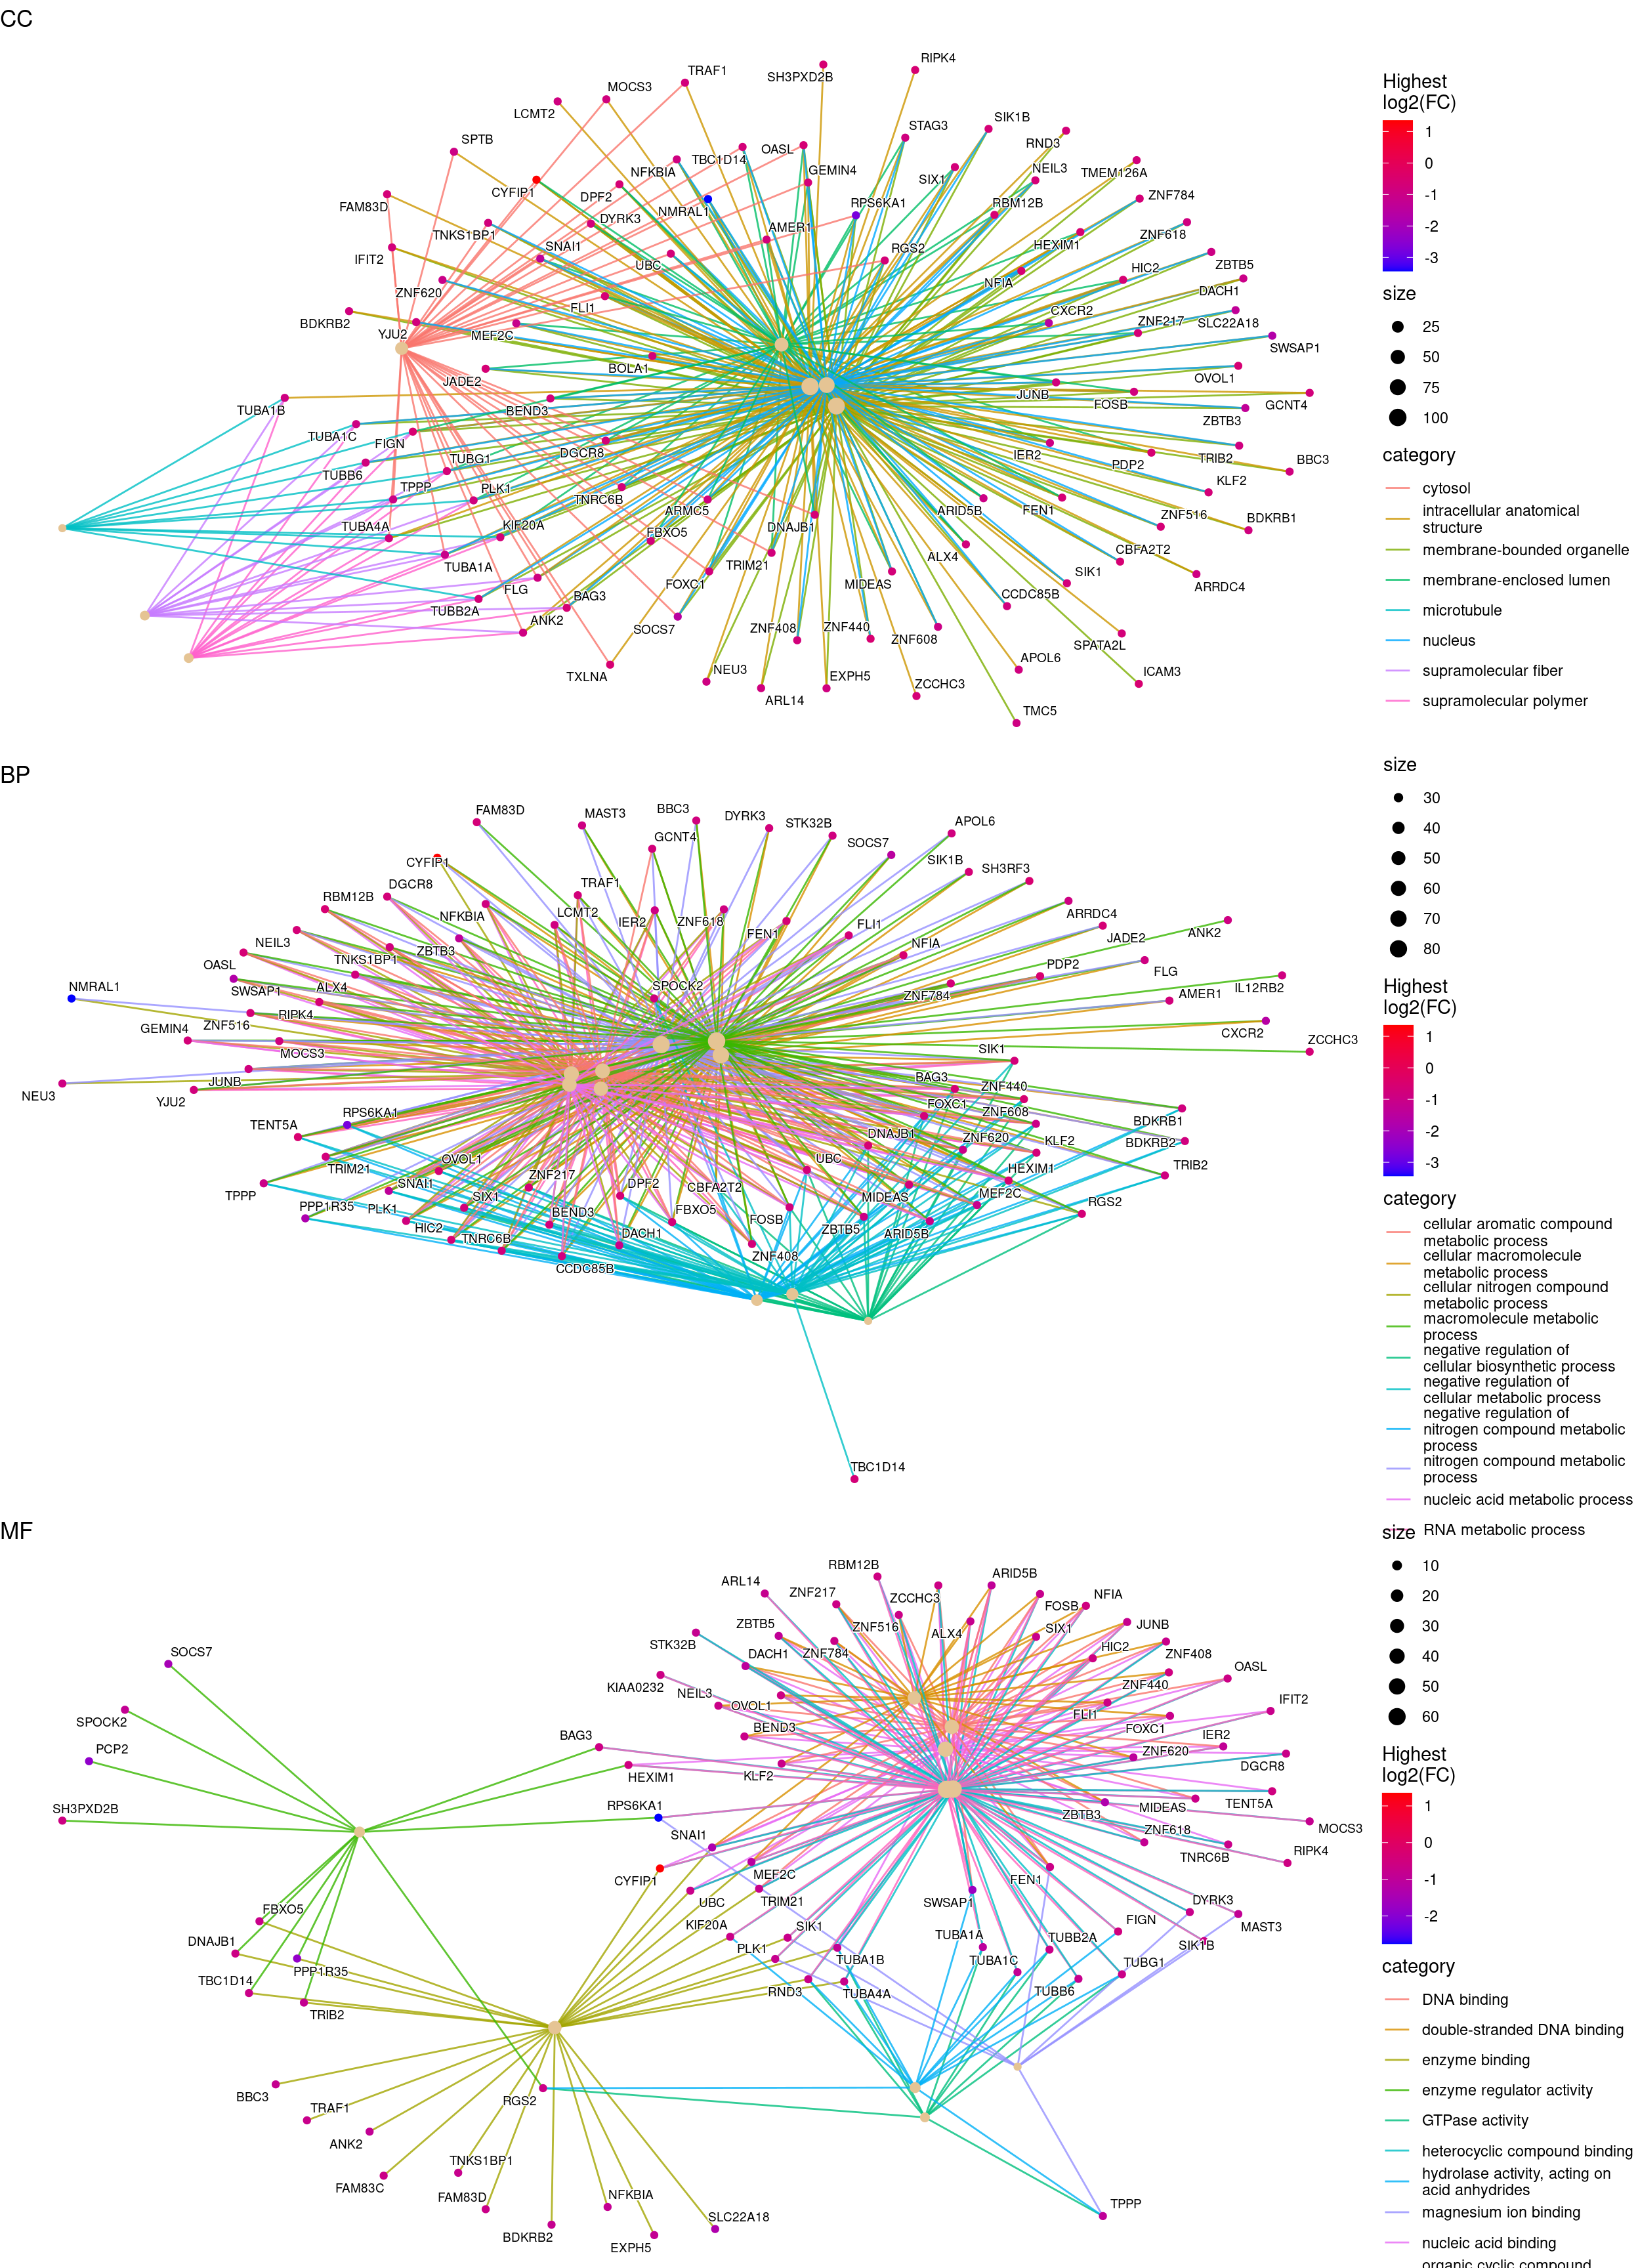 CC
RIPK4
SH3PXD2B
TRAF1
MOCS3
LCMT2
SIK1B
STAG3
RND3
SPTB
OASL
TBC1D14
NEIL3
TMEM126A
GEMIN4
NFKBIA
SIX1
CYFIP1
DPF2
ZNF784
RPS6KA1
RBM12B
FAM83D
NMRAL1
DYRK3
AMER1
TNKS1BP1
ZNF618
SNAI1
HEXIM1
RGS2
IFIT2
UBC
HIC2
ZBTB5
NFIA
ZNF620
DACH1
FLI1
CXCR2
BDKRB2
ZNF217
SLC22A18
YJU2
MEF2C
SWSAP1
BOLA1
JADE2
OVOL1
JUNB
FOSB
GCNT4
TUBA1B
BEND3
ZBTB3
TUBA1C
FIGN
DGCR8
IER2
TRIB2
BBC3
TUBG1
PDP2
TUBB6
KLF2
TPPP
PLK1
TNRC6B
ARMC5
ARID5B
FEN1
ZNF516
BDKRB1
TUBA4A
KIF20A
FBXO5
DNAJB1
CBFA2T2
ALX4
TRIM21
TUBA1A
SIK1
FOXC1
MIDEAS
ARRDC4
FLG
BAG3
CCDC85B
TUBB2A
ANK2
SOCS7
ZNF408
ZNF440
ZNF608
SPATA2L
APOL6
TXLNA
NEU3
EXPH5
ICAM3
ZCCHC3
ARL14
TMC5
Highest
log2(FC)
1
0
-1
-2
-3
size
25
50
75
100
category
cytosol
intracellular anatomical
structure
membrane-bounded organelle
membrane-enclosed lumen
microtubule
nucleus
supramolecular fiber
supramolecular polymer
BP
FAM83D
MAST3
BBC3
DYRK3
STK32B
APOL6
GCNT4
SOCS7
CYFIP1
SIK1B
SH3RF3
DGCR8
TRAF1
RBM12B
LCMT2
NFKBIA
IER2
ZNF618
ARRDC4
FLI1
FEN1
ANK2
JADE2
NEIL3
ZBTB3
NFIA
TNKS1BP1
OASL
PDP2
FLG
NMRAL1
SWSAP1
ALX4
SPOCK2
IL12RB2
ZNF784
AMER1
RIPK4
ZNF516
GEMIN4
CXCR2
ZCCHC3
MOCS3
SIK1
BAG3
JUNB
ZNF440
NEU3
YJU2
FOXC1
RPS6KA1
ZNF608
BDKRB1
TENT5A
DNAJB1
ZNF620
KLF2
BDKRB2
UBC
OVOL1
TRIM21
HEXIM1
TRIB2
ZNF217
SNAI1
DPF2
CBFA2T2
TPPP
SIX1
MIDEAS
MEF2C
RGS2
PPP1R35
PLK1
BEND3
FBXO5
FOSB
HIC2
ZBTB5
ARID5B
TNRC6B
DACH1
ZNF408
CCDC85B
TBC1D14
size
30
40
50
60
70
80
Highest
log2(FC)
1
0
-1
-2
-3
category
cellular aromatic compound
metabolic process
cellular macromolecule
metabolic process
cellular nitrogen compound
metabolic process
macromolecule metabolic
process
negative regulation of
cellular biosynthetic process
negative regulation of
cellular metabolic process
negative regulation of
nitrogen compound metabolic
process
nitrogen compound metabolic
process
nucleic acid metabolic process
RNA metabolic process
MF
RBM12B
ARID5B
ARL14
ZNF217
ZCCHC3
NFIA
FOSB
ZBTB5
ZNF516
JUNB
ALX4
SIX1
STK32B
HIC2
DACH1
ZNF784
ZNF408
SOCS7
OASL
KIAA0232
NEIL3
ZNF440
OVOL1
IFIT2
FLI1
SPOCK2
BEND3
FOXC1
IER2
BAG3
PCP2
ZNF620
DGCR8
HEXIM1
KLF2
SH3PXD2B
RPS6KA1
ZBTB3
MIDEAS
TENT5A
MOCS3
SNAI1
ZNF618
RIPK4
TNRC6B
CYFIP1
MEF2C
FEN1
UBC
TRIM21
SWSAP1
DYRK3
FBXO5
KIF20A
SIK1
FIGN
MAST3
DNAJB1
PLK1
TUBA1A
TUBB2A
SIK1B
PPP1R35
TUBA1B
TUBA1C
TUBG1
TBC1D14
RND3
TUBA4A
TUBB6
TRIB2
BBC3
RGS2
TRAF1
ANK2
TNKS1BP1
FAM83C
FAM83D
NFKBIA
TPPP
BDKRB2
SLC22A18
EXPH5
size
10
20
30
40
50
60
Highest
log2(FC)
1
0
-1
-2
category
DNA binding
double-stranded DNA binding
enzyme binding
enzyme regulator activity
GTPase activity
heterocyclic compound binding
hydrolase activity, acting on
acid anhydrides
magnesium ion binding
nucleic acid binding
organic cyclic compound